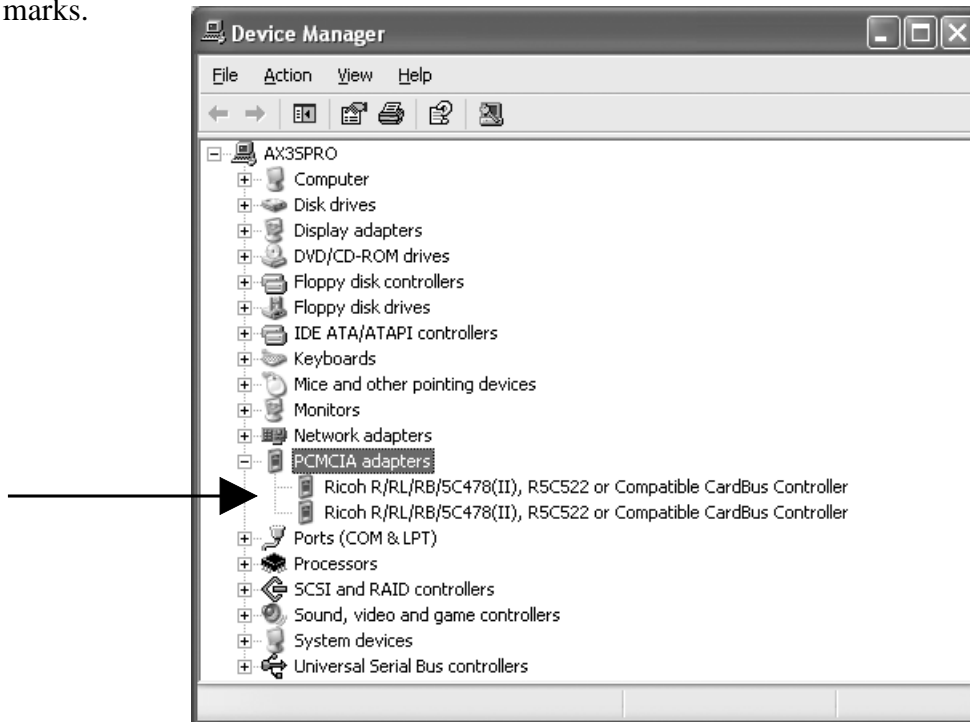 marks.
Device Manager
File Action View Help
AX3SPRO
Computer
Disk drives
Display adapters
DVD/CD-ROM drives
Floppy disk controllers
Floppy disk drives
IDE ATA/ATAPI controllers
Keyboards
Mice and other pointing devices
Monitors
Network adapters
PCMCIA adapters
Ricoh R/RL/RB/5C478(II), R5C522 or Compatible CardBus Controller
Ricoh R/RL/RB/5C478(II), R5C522 or Compatible CardBus Controller
Ports (COM & LPT)
Processors
SCSI and RAID controllers
Sound, video and game controllers
System devices
Universal Serial Bus controllers